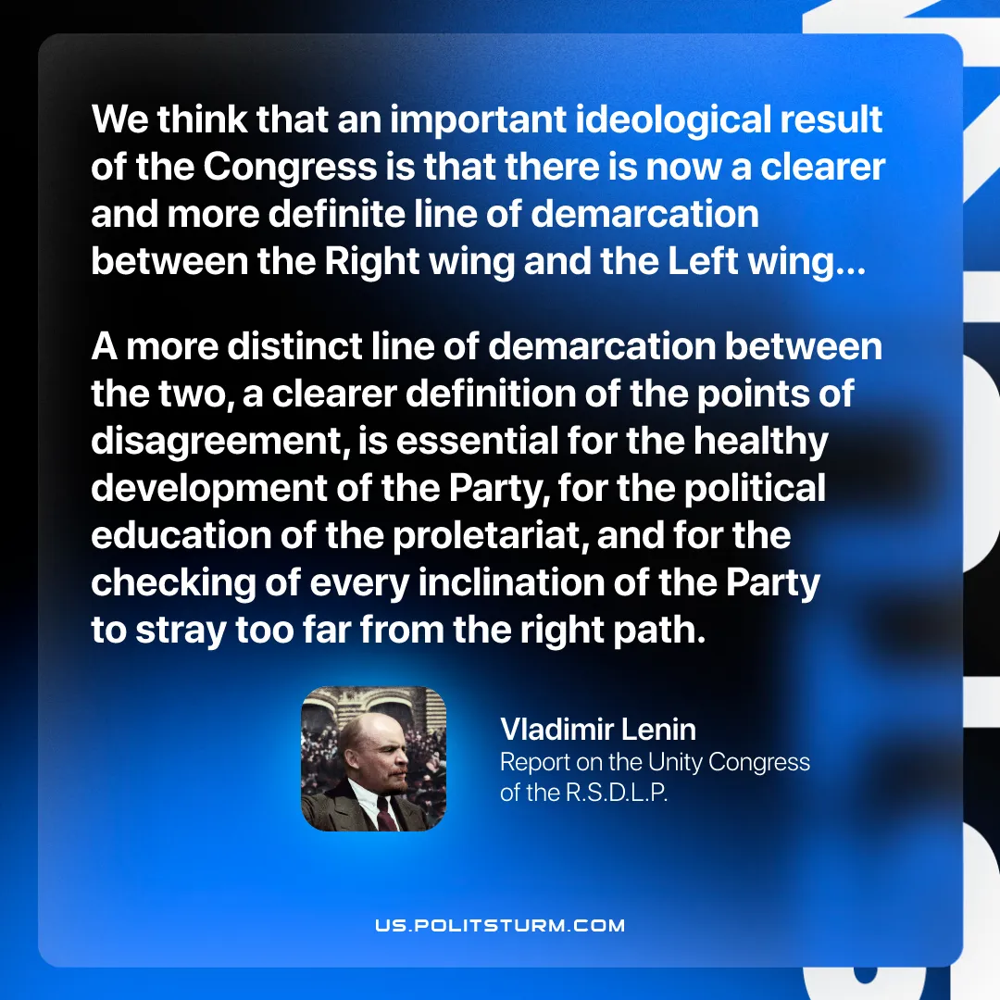 We think that an important ideological result
of the Congress is that there is now a clearer
and more definite line of demarcation
between the Right wing and the Left wing...
A more distinct line of demarcation between
the two, a clearer definition of the points of
disagreement, is essential for the healthy
development of the Party, for the political
education of the proletariat, and for the
checking of every inclination of the Party
to stray too far from the right path.
Vladimir Lenin
Report on the Unity Congress
of the R.S.D.L.P.
US.POLITSTURM.COM